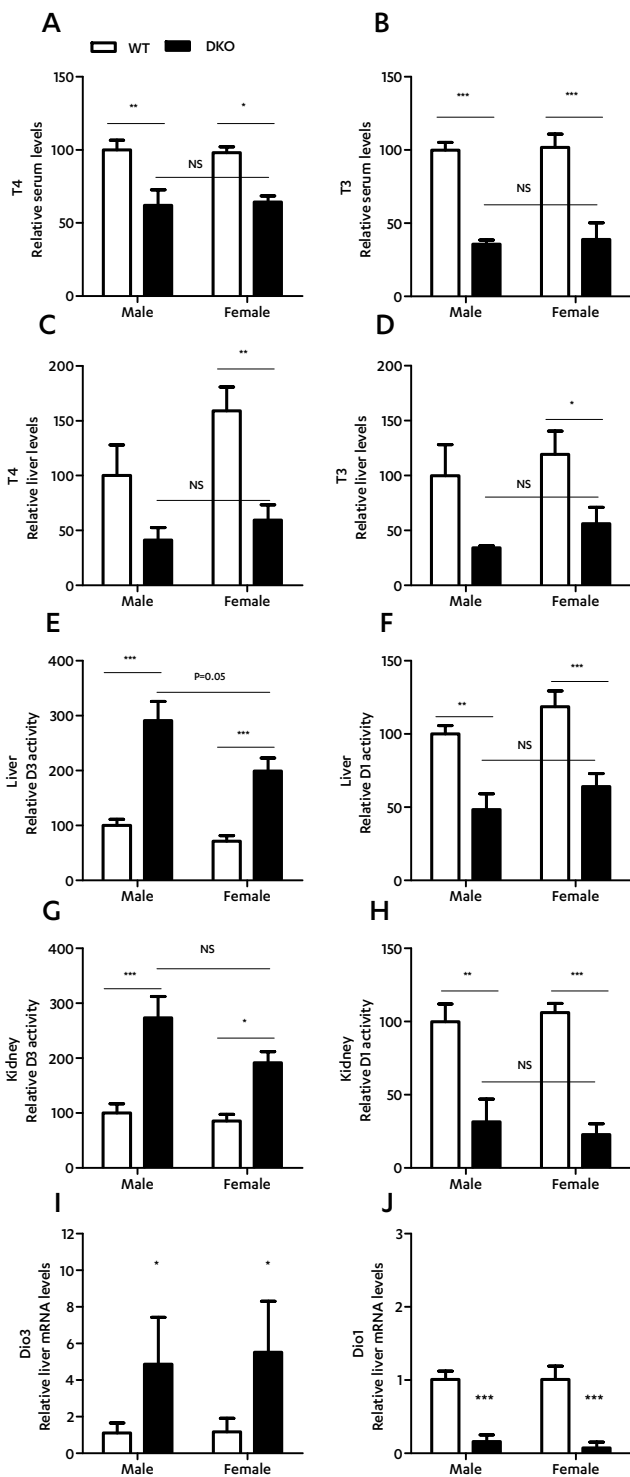 A
B
WT DKO
T4
Relative serum levels
150
100
50
0
**
*
NS
Male Female
T3
Relative serum levels
150
100
50
0
***
***
NS
Male Female
C
D
T4
Relative liver levels
200
150
100
50
0
**
NS
Male Female
T3
Relative liver levels
200
150
100
50
0
*
NS
Male Female
E
F
Liver
Relative D3 activity
400
300
200
100
0
***
P=0.05
***
Male Female
Liver
Relative D1 activity
150
100
50
0
**
***
NS
Male Female
G
H
Kidney
Relative D3 activity
400
300
200
100
0
***
NS
*
Male Female
Kidney
Relative D1 activity
150
100
50
0
**
***
NS
Male Female
I
J
Dio3
Relative liver mRNA levels
12
10
8
6
4
2
0
*
*
Male Female
Dio1
Relative liver mRNA levels
3
2
1
0
***
***
Male Female